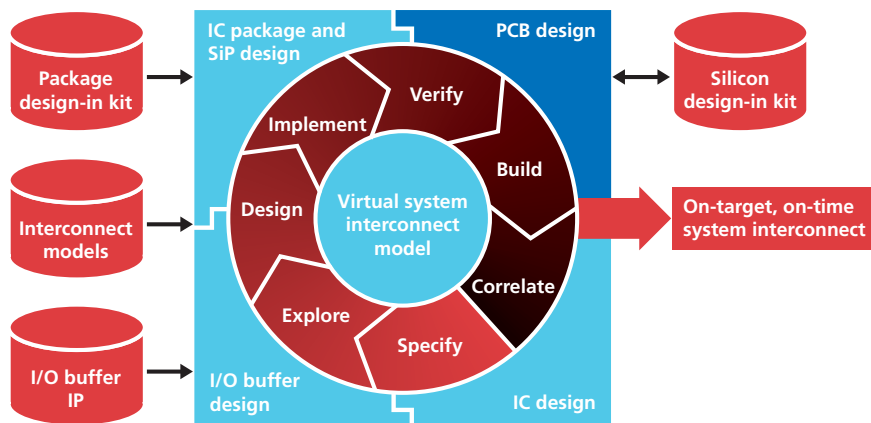 IC package and
SiP design
PCB design
Package
design-in kit
Silicon
design-in kit
Verify
Implement
Build
Design
Virtual system
interconnect
model
Interconnect
models
On-target, on-time
system interconnect
Correlate
Explore
Specify
I/O buffer
IP
I/O buffer
design
IC design